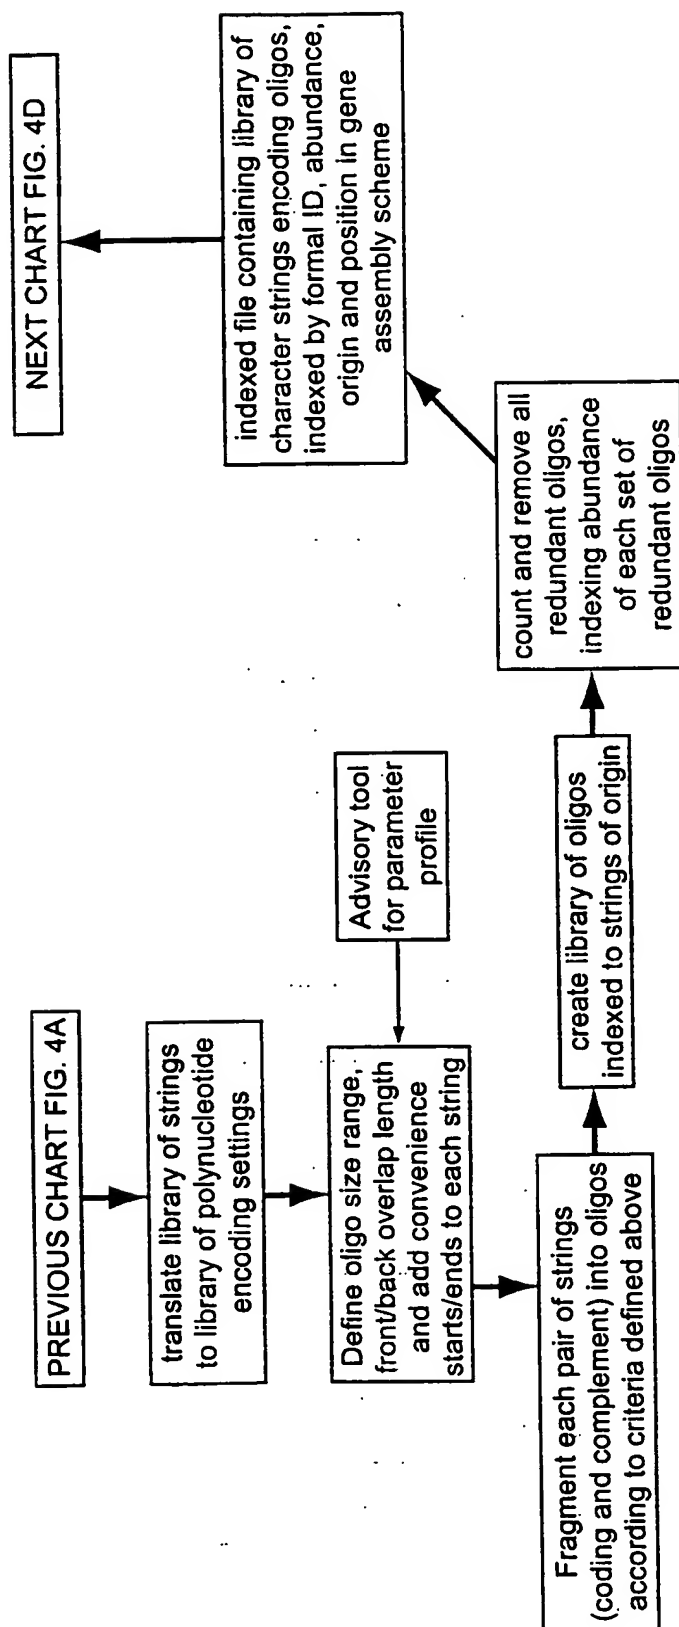 PREVIOUS CHART FIG. 4A
translate library of strings
to library of polynucleotide
encoding settings
Define oligo size range,
front/back overlap length
and add convenience
starts/ends to each string
Advisory tool
for parameter
profile
Fragment each pair of strings
(coding and complement) into oligos
according to criteria defined above
create library of oligos
indexed to strings of origin
count and remove all
redundant oligos,
indexing abundance
of each set of
redundant oligos
indexed file containing library of
character strings encoding oligos,
indexed by formal ID, abundance,
origin and position in gene
assembly scheme
NEXT CHART FIG. 4D